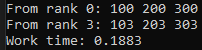 From rank 0: 100 200 300
From rank 3: 103 203 303
Work time: 0.1883